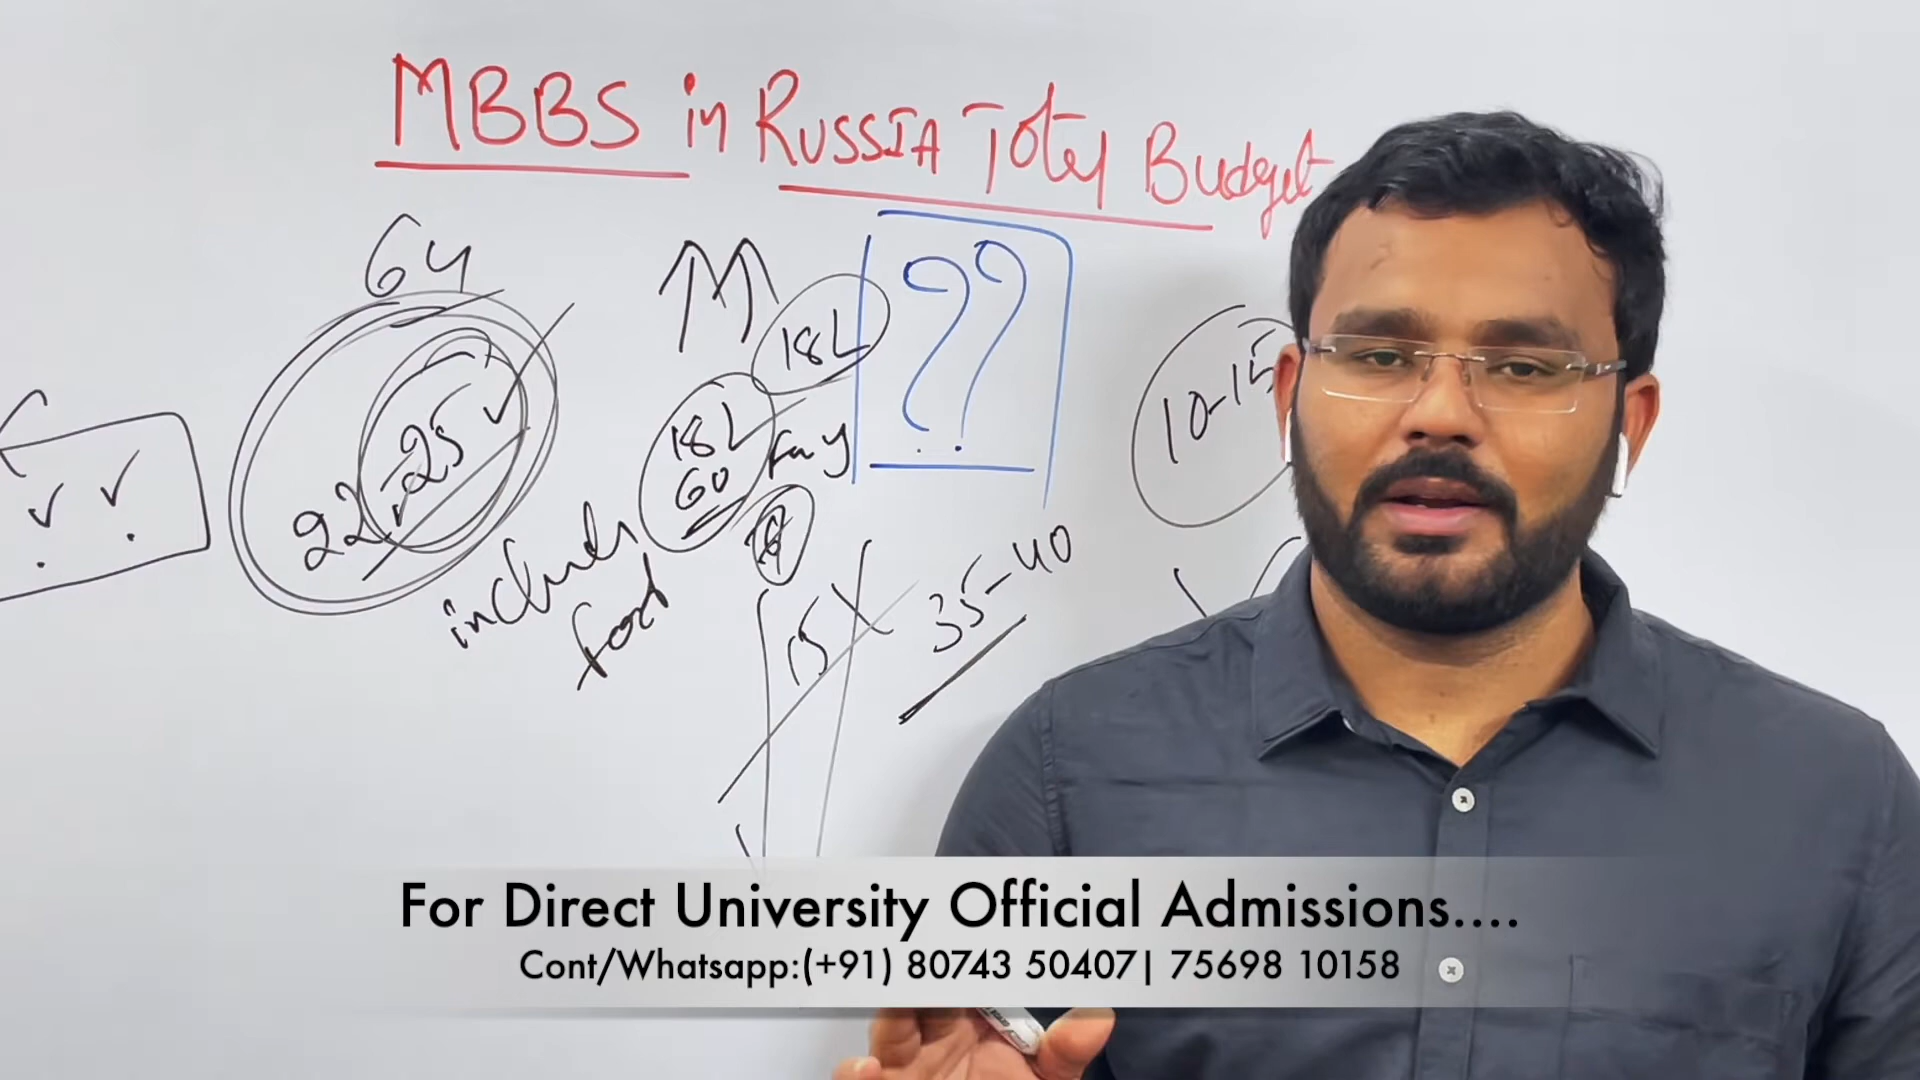 MBBS in RUSSIA Total Budget
64
18L
??
10-15
22-25
18L
60
includes
food
15
35-40
For Direct University Official Admissions....
Cont/Whatsapp:(+91) 80743 50407| 75698 10158